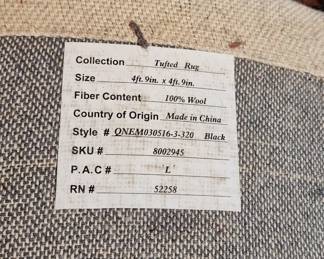 Collection Tufted Rug
Size 4ft. 9in. x 4ft. 9in.
Fiber Content 100% Wool
Country of Origin Made in China
Style # QNEM030516-3-320 Black
SKU # 8002945
P.A.C # L
RN # 52258